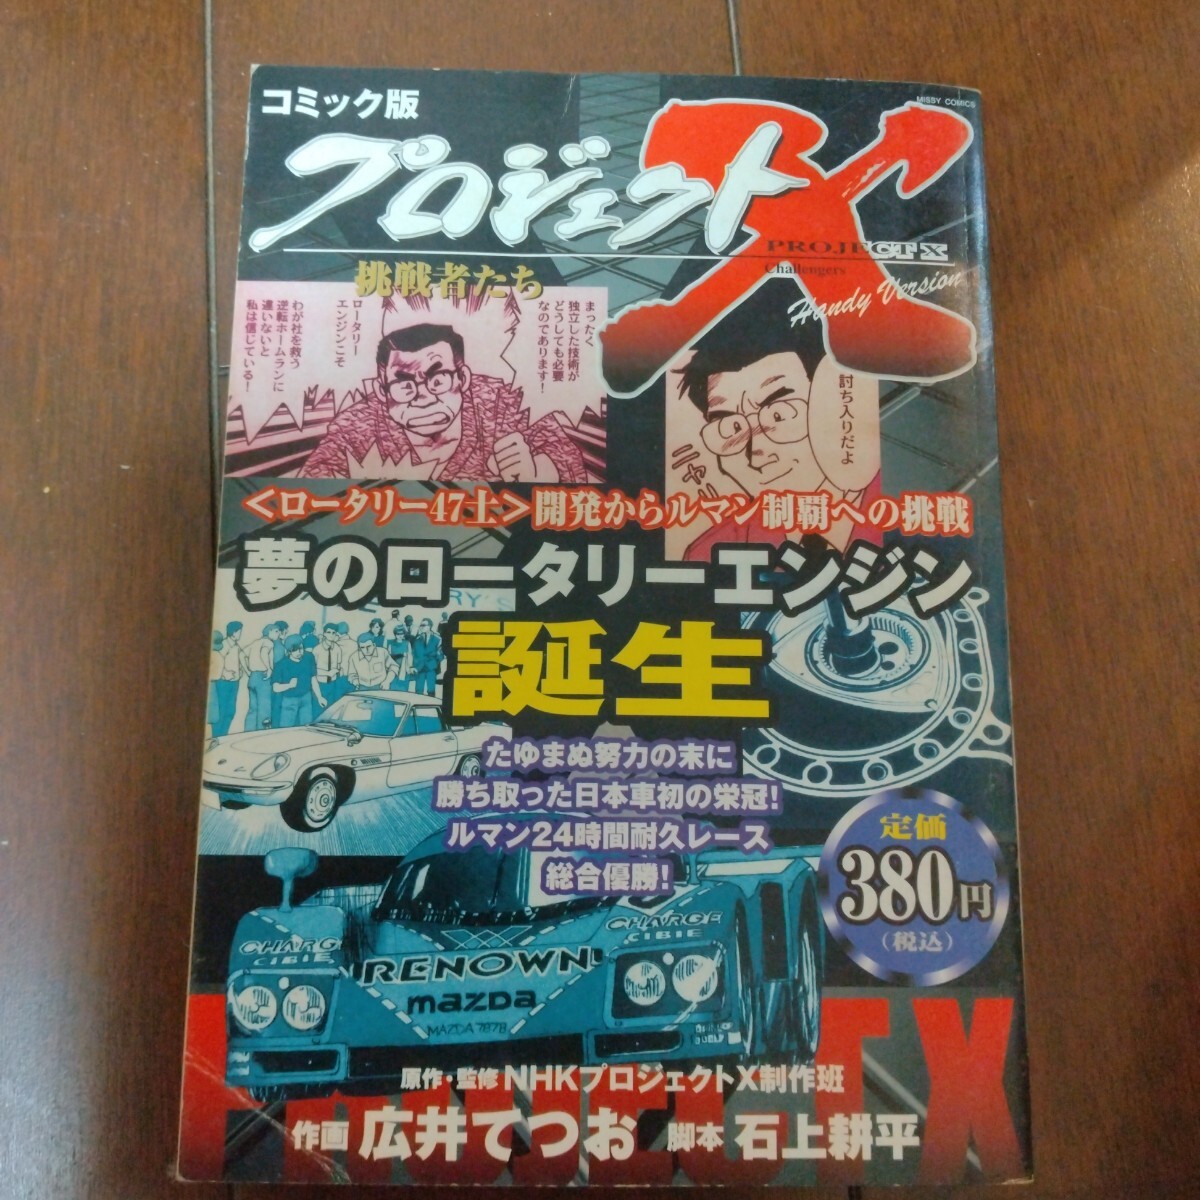 コミック版
MISSY COMICS
プロジェクトX
PROJECT X
Challengers
Handy Version
挑戦者たち
まったく
独立した技術が
どうしても必要
なのであります!
ロータリー
エンジンこそ
わが社を救う
逆転ホームランに
違いないと
私は信じている!
討ち入りだよ
ニヤッ
<ロータリー47士>開発からルマン制覇への挑戦
夢のロータリーエンジン
誕生
たゆまぬ努力の末に
勝ち取った日本車初の栄冠!
ルマン24時間耐久レース
総合優勝!
定価
380円
(税込)
CHARGE
CIBIE
CHARGE
CIBIE
RENOWN
mazda
MAZDA 787B
PROJECT X
原作・監修 NHKプロジェクトX制作班
作画 広井てつお 脚本 石上耕平